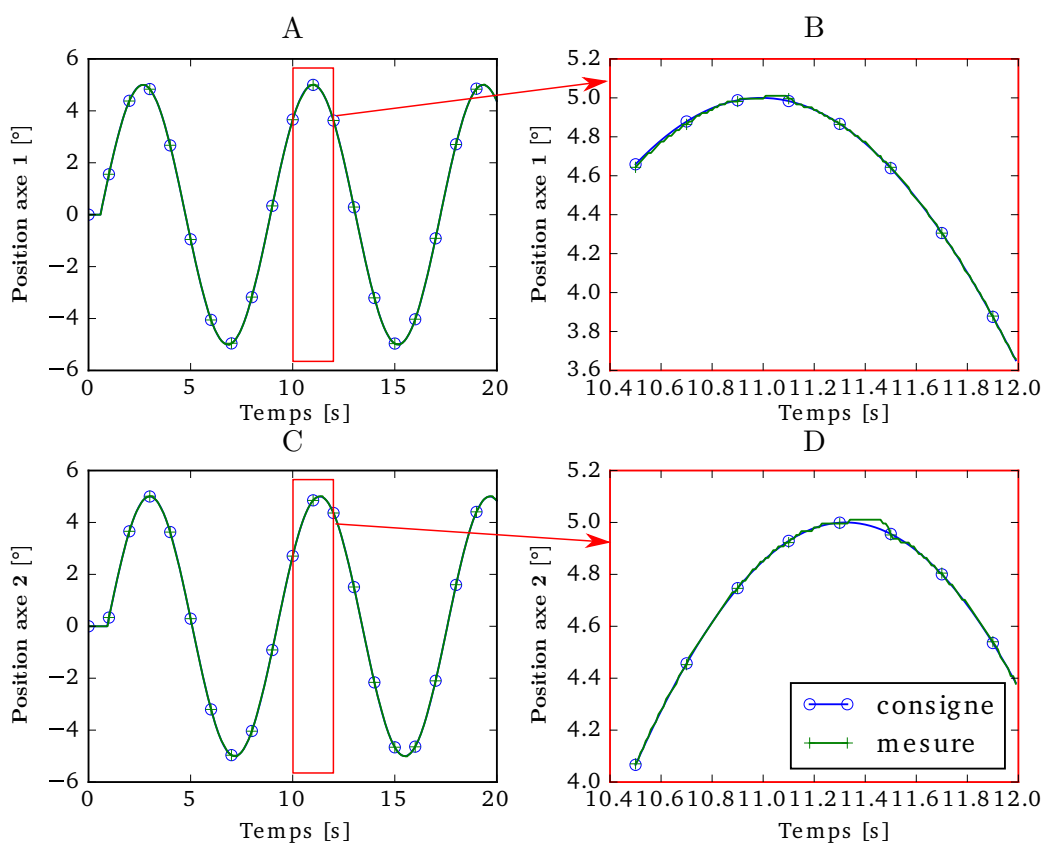 A
6
4
2
0
−2
−4
−6
Position axe 1 [°]
0 5 10 15 20
Temps [s]
B
5.2
5.0
4.8
4.6
4.4
4.2
4.0
3.8
3.6
Position axe 1 [°]
10.4 10.6 10.8 11.0 11.2 11.4 11.6 11.8 12.0
Temps [s]
C
6
4
2
0
−2
−4
−6
Position axe 2 [°]
0 5 10 15 20
Temps [s]
D
5.2
5.0
4.8
4.6
4.4
4.2
4.0
Position axe 2 [°]
10.4 10.6 10.8 11.0 11.2 11.4 11.6 11.8 12.0
Temps [s]
consigne
mesure